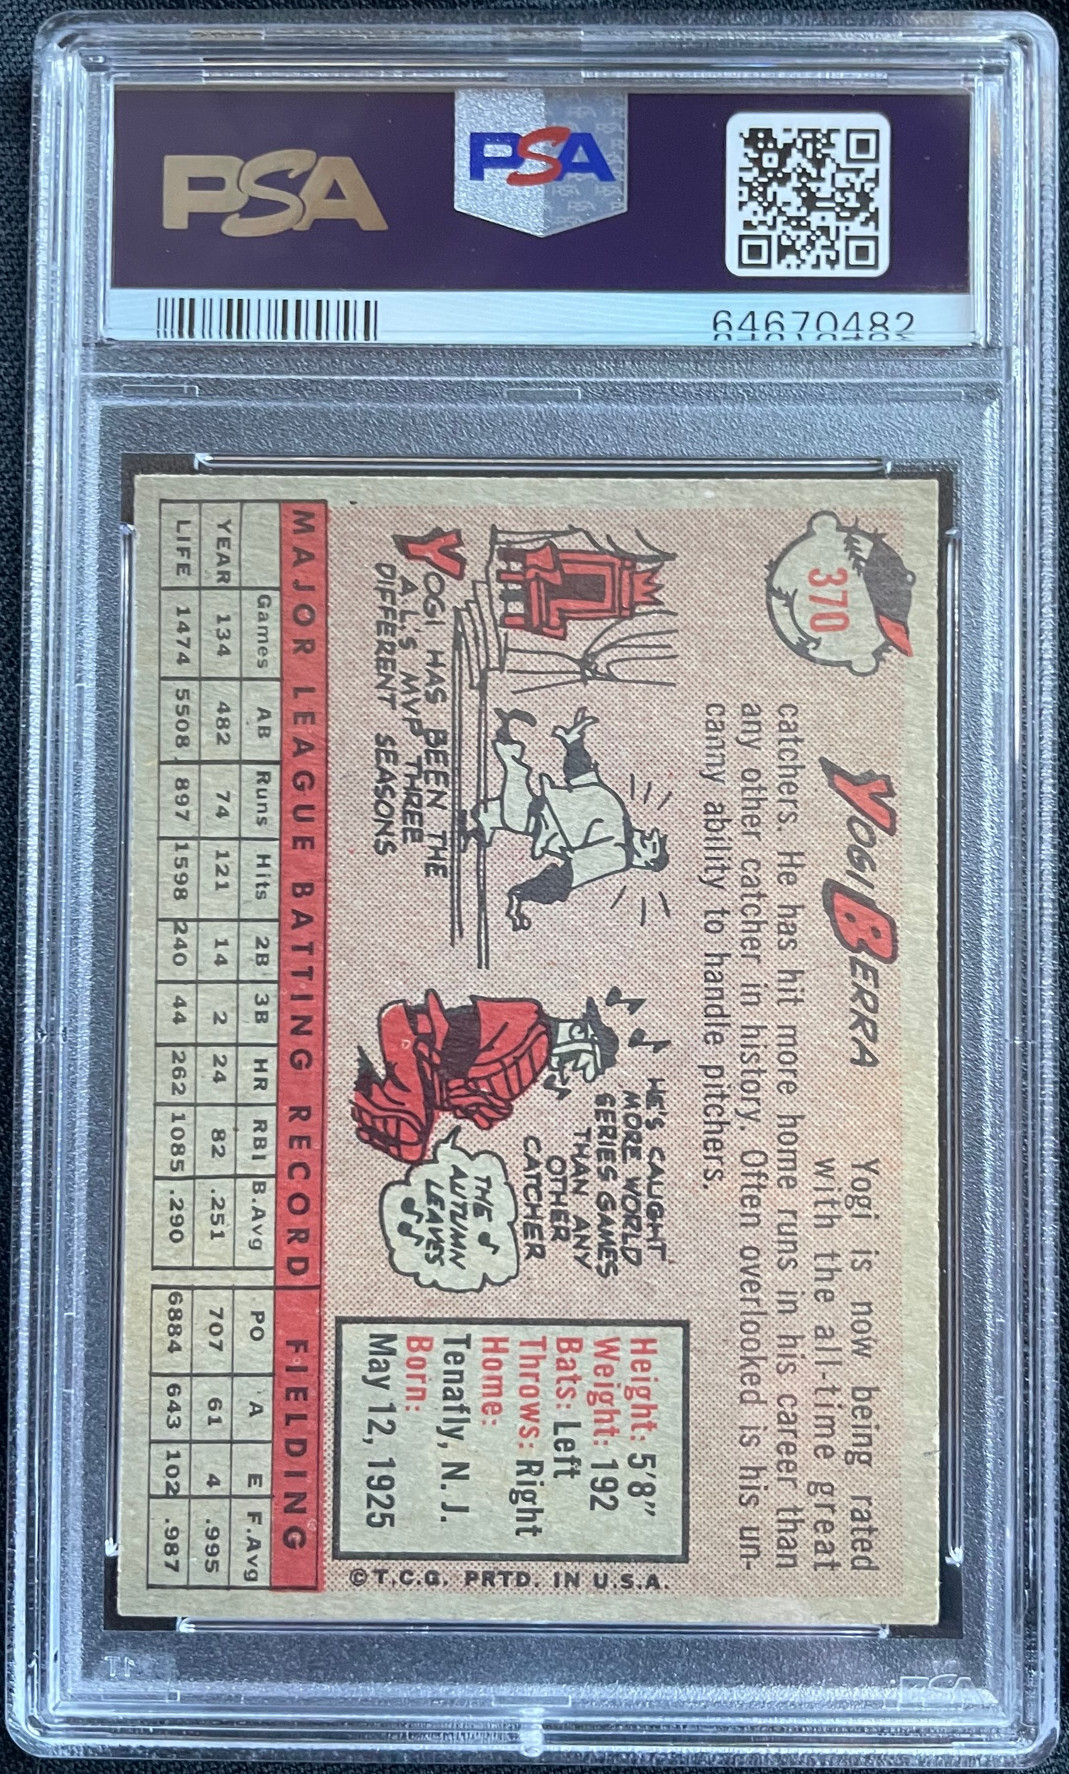 PSA
PSA
64670482
370
YOGI BERRA
Yogi is now being rated
with the all-time great
catchers. He has hit more home runs in his career than
any other catcher in history. Often overlooked is his un-
canny ability to handle pitchers.
YOGI HAS BEEN THE
A.L.'S MVP THREE
DIFFERENT SEASONS
HE'S CAUGHT
MORE WORLD
SERIES GAMES
THAN ANY
OTHER
CATCHER
THE
AUTUMN
LEAVES
Height: 5'8"
Weight: 192
Bats: Left
Throws: Right
Home:
Tenafly, N. J.
Born:
May 12, 1925
©T.C.G. PRTD. IN U.S.A.
MAJOR LEAGUE BATTING RECORD FIELDING
Games AB Runs Hits 2B 3B HR RBI B.Avg PO A E F.Avg
YEAR 134 482 74 121 14 2 24 82 .251 707 61 4 .995
LIFE 1474 5508 897 1598 240 44 262 1085 .290 6884 643 102 .987
PSA